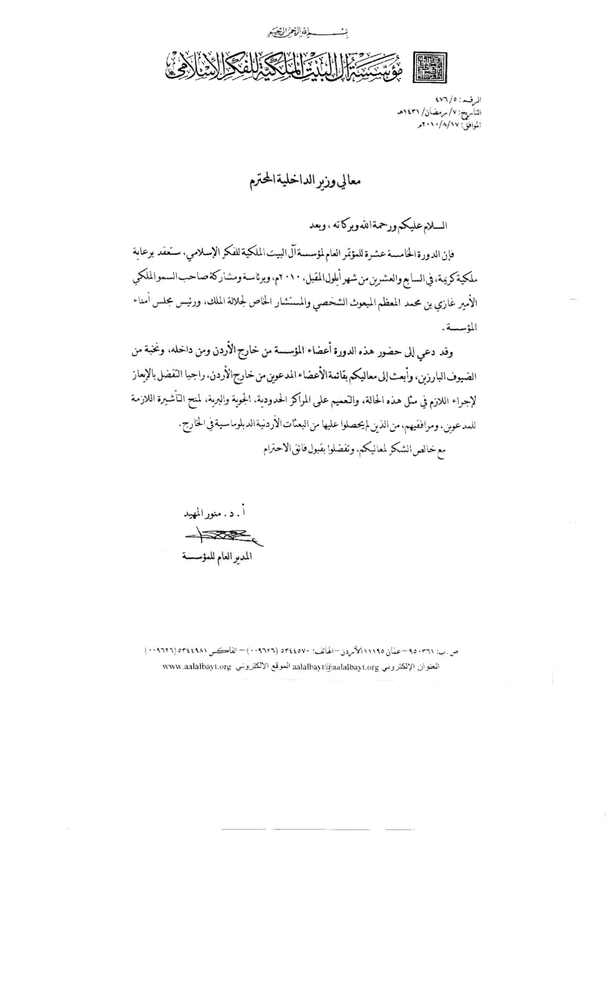 بسم الله الرحمن الرحيم
مؤسسة آل البيت الملكية للفكر الإسلامي
الرقم: ٤٧٦/٥
التاريخ: ٧/رمضان/١٤٣١هـ
الموافق: ٢٠١٠/٨/١٧م
معالي وزير الداخلية المحترم
السلام عليكم ورحمة الله وبركاته ، وبعد
فإن الدورة الخامسة عشرة للمؤتمر العام لمؤسسة آل البيت الملكية للفكر الإسلامي، ستعقد برعاية
ملكية كريمة، في السابع والعشرين من شهر أيلول المقبل، ٢٠١٠م، وبرئاسة ومشاركة صاحب السمو الملكي
الأمير غازي بن محمد المعظم المبعوث الشخصي والمستشار الخاص لجلالة الملك، ورئيس مجلس أمناء
المؤسسة.
وقد دعي إلى حضور هذه الدورة أعضاء المؤسسة من خارج الأردن ومن داخله، ونخبة من
الضيوف البارزين، وأبعث إلى معاليكم بقائمة الأعضاء المدعوين من خارج الأردن، راجيا التفضل بالإيعاز
لإجراء اللازم في مثل هذه الحالة، والتعميم على المراكز الحدودية، الجوية والبرية، لمنح التأشيرة اللازمة
للمدعوين، ومرافقيهم، من الذين لم يحصلوا عليها من البعثات الأردنية الدبلوماسية في الخارج.
مع خالص الشكر لمعاليكم، وتفضلوا بقبول فائق الاحترام
أ. د. منور المهيد
المدير العام للمؤسسة
ص.ب: ٩٥٠٣٦١ – عمّان ١١١٩٥ الأردن – الهاتف: ٥٣٤٤٥٧٠ (٠٠٩٦٢٦) – الفاكس ٥٣٤٤٩٨١ (٠٠٩٦٢٦)
العنوان الإلكتروني aalalbayt@aalalbayt.org الموقع الإلكتروني www.aalalbayt.org